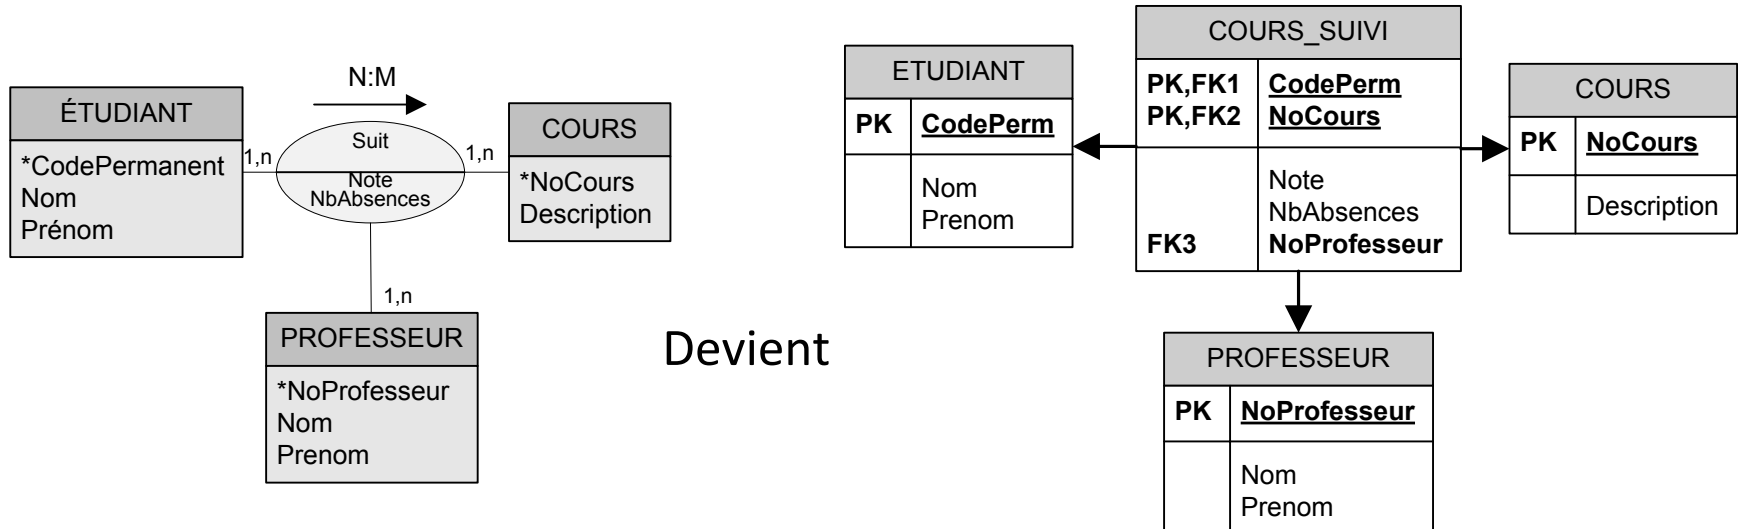 N:M
ÉTUDIANT
*CodePermanent
Nom
Prénom
1,n
Suit
Note
NbAbsences
1,n
COURS
*NoCours
Description
1,n
PROFESSEUR
*NoProfesseur
Nom
Prenom
Devient
ETUDIANT
PK CodePerm
Nom
Prenom
COURS_SUIVI
PK,FK1 CodePerm
PK,FK2 NoCours
Note
NbAbsences
FK3 NoProfesseur
COURS
PK NoCours
Description
PROFESSEUR
PK NoProfesseur
Nom
Prenom